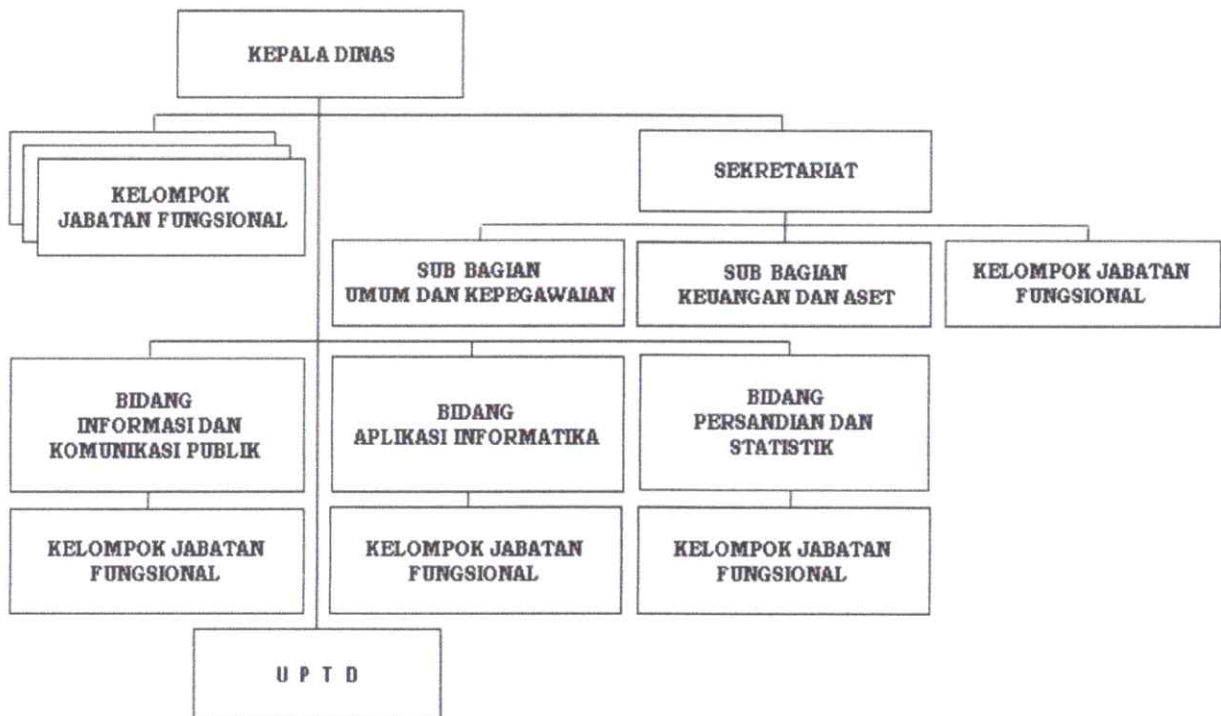 KEPALA DINAS
KELOMPOK
JABATAN FUNGSIONAL
SEKRETARIAT
SUB BAGIAN
UMUM DAN KEPEGAWAIAN
SUB BAGIAN
KEUANGAN DAN ASET
KELOMPOK JABATAN
FUNGSIONAL
BIDANG
INFORMASI DAN
KOMUNIKASI PUBLIK
BIDANG
APLIKASI INFORMATIKA
BIDANG
PERSANDIAN DAN
STATISTIK
KELOMPOK JABATAN
FUNGSIONAL
KELOMPOK JABATAN
FUNGSIONAL
KELOMPOK JABATAN
FUNGSIONAL
U P T D